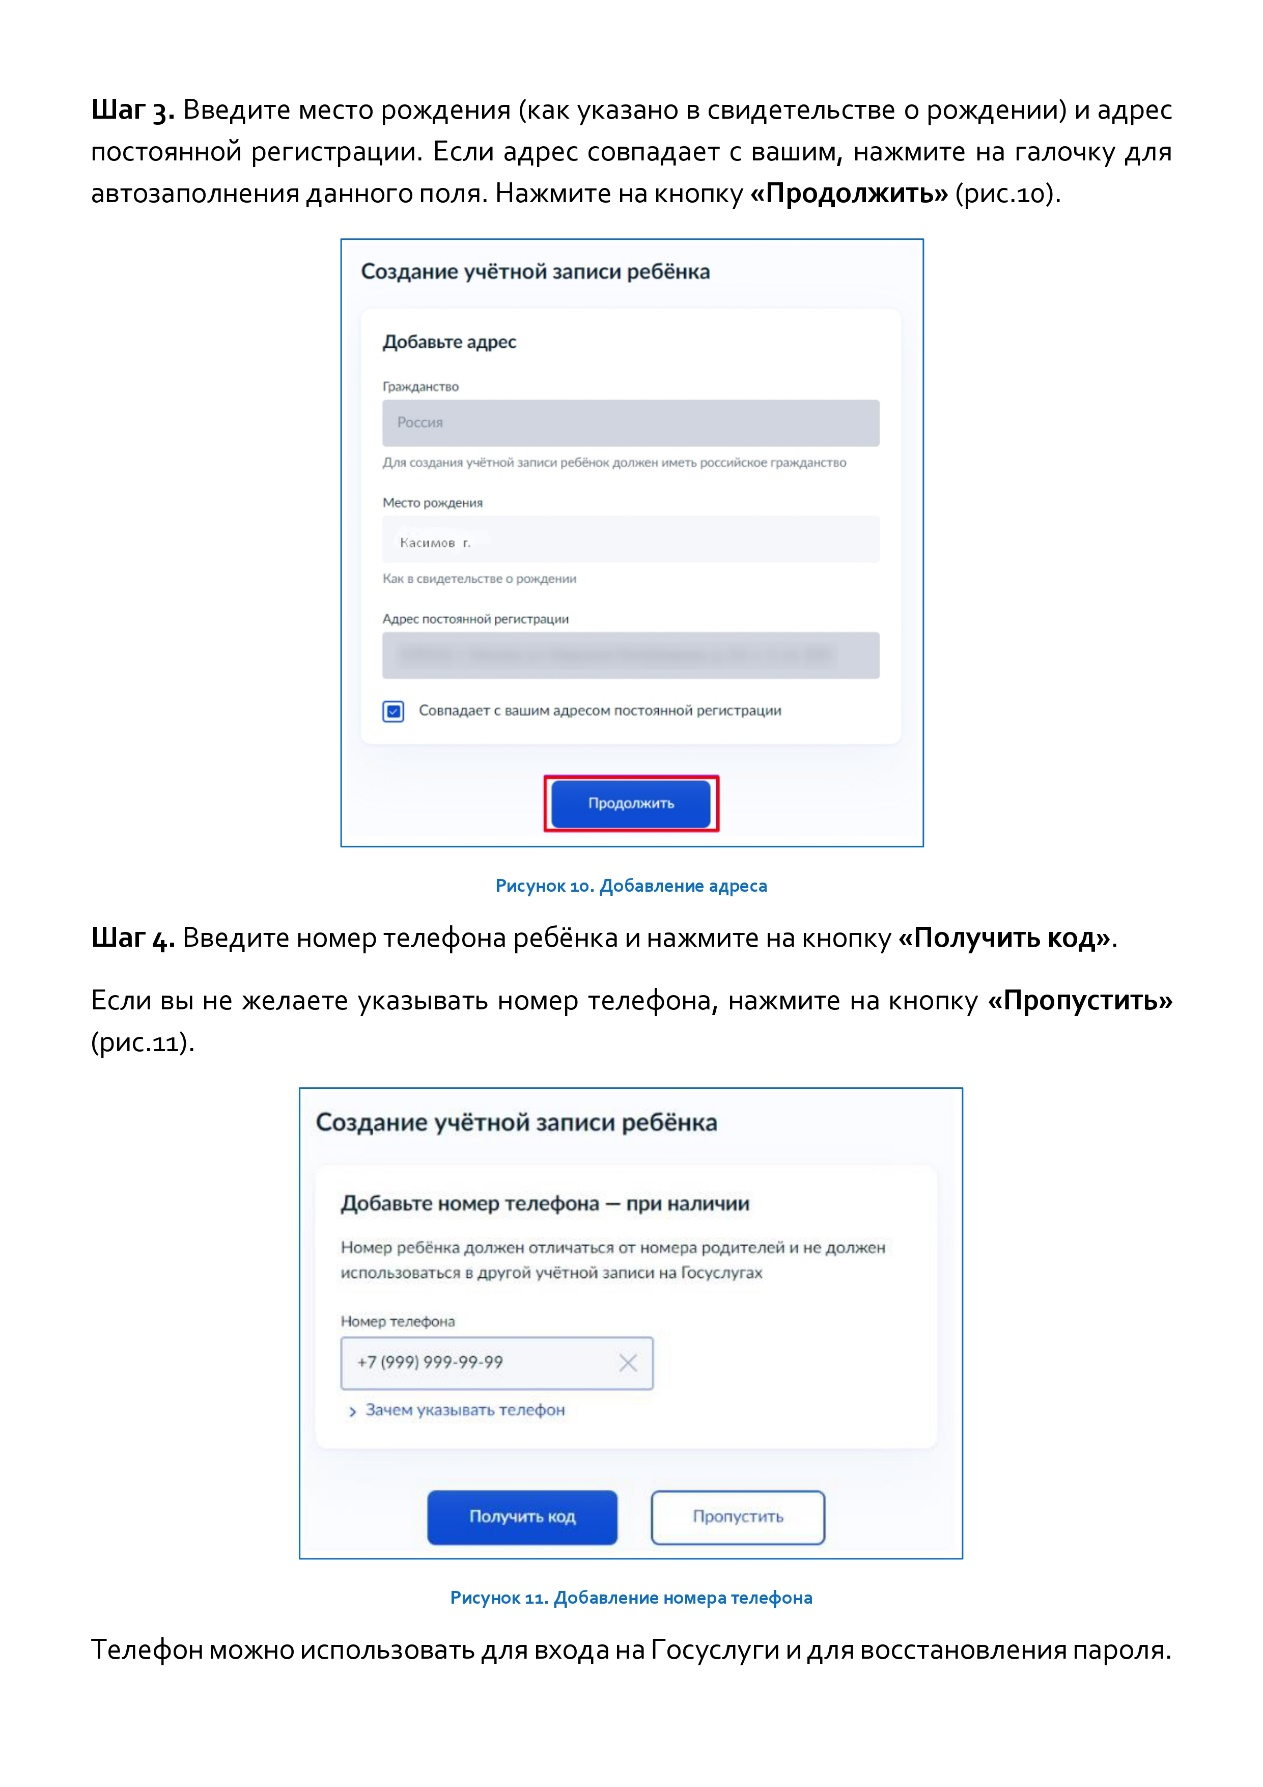 Шаг 3. Введите место рождения (как указано в свидетельстве о рождении) и адрес
постоянной регистрации. Если адрес совпадает с вашим, нажмите на галочку для
автозаполнения данного поля. Нажмите на кнопку «Продолжить» (рис.10).
Создание учётной записи ребёнка
Добавьте адрес
Гражданство
Россия
Для создания учётной записи ребёнок должен иметь российское гражданство
Место рождения
Касимов г.
Как в свидетельстве о рождении
Адрес постоянной регистрации
Совпадает с вашим адресом постоянной регистрации
Продолжить
Рисунок 10. Добавление адреса
Шаг 4. Введите номер телефона ребёнка и нажмите на кнопку «Получить код».
Если вы не желаете указывать номер телефона, нажмите на кнопку «Пропустить»
(рис.11).
Создание учётной записи ребёнка
Добавьте номер телефона — при наличии
Номер ребёнка должен отличаться от номера родителей и не должен
использоваться в другой учётной записи на Госуслугах
Номер телефона
+7 (999) 999-99-99
Зачем указывать телефон
Получить код
Пропустить
Рисунок 11. Добавление номера телефона
Телефон можно использовать для входа на Госуслуги и для восстановления пароля.